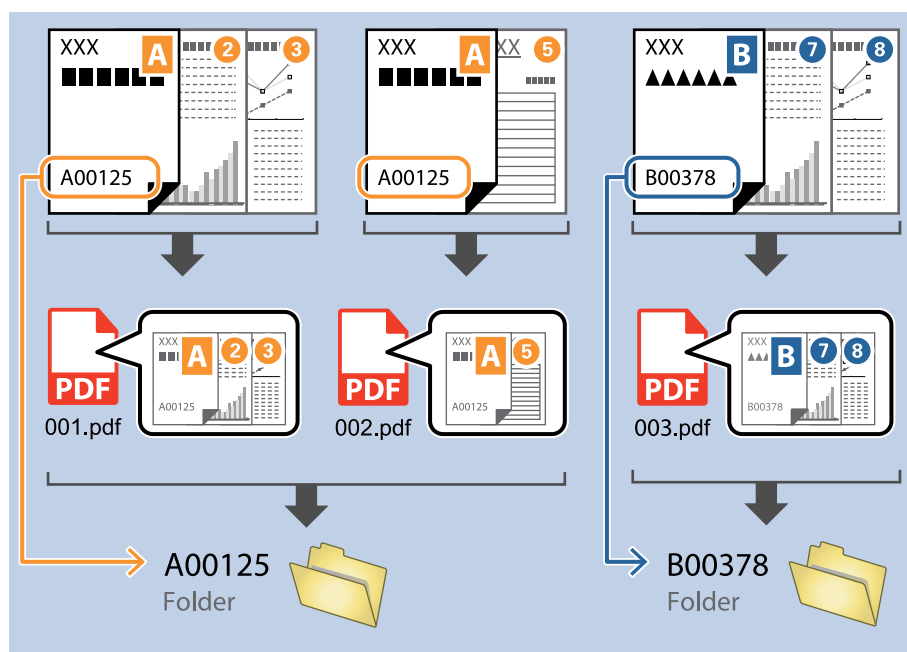 XXX A 2 3
A00125
XXX A XX 5
A00125
XXX B 7 8
B00378
PDF
001.pdf
XXX A 2 3
A00125
PDF
002.pdf
XXX A 5
A00125
PDF
003.pdf
XXX B 7 8
B00378
A00125
Folder
B00378
Folder